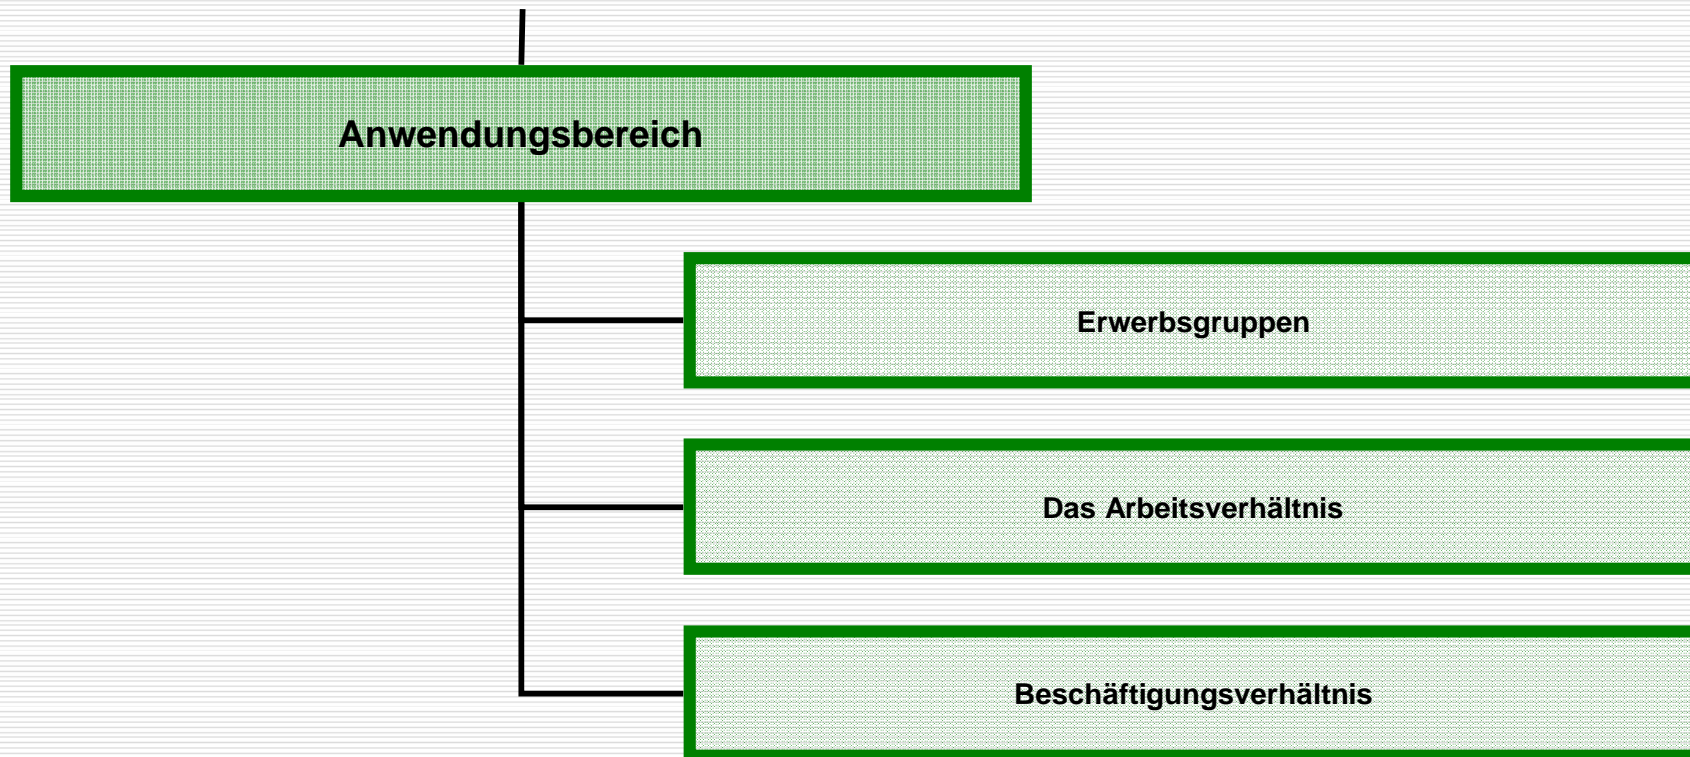 Anwendungsbereich
Erwerbsgruppen
Das Arbeitsverhältnis
Beschäftigungsverhältnis